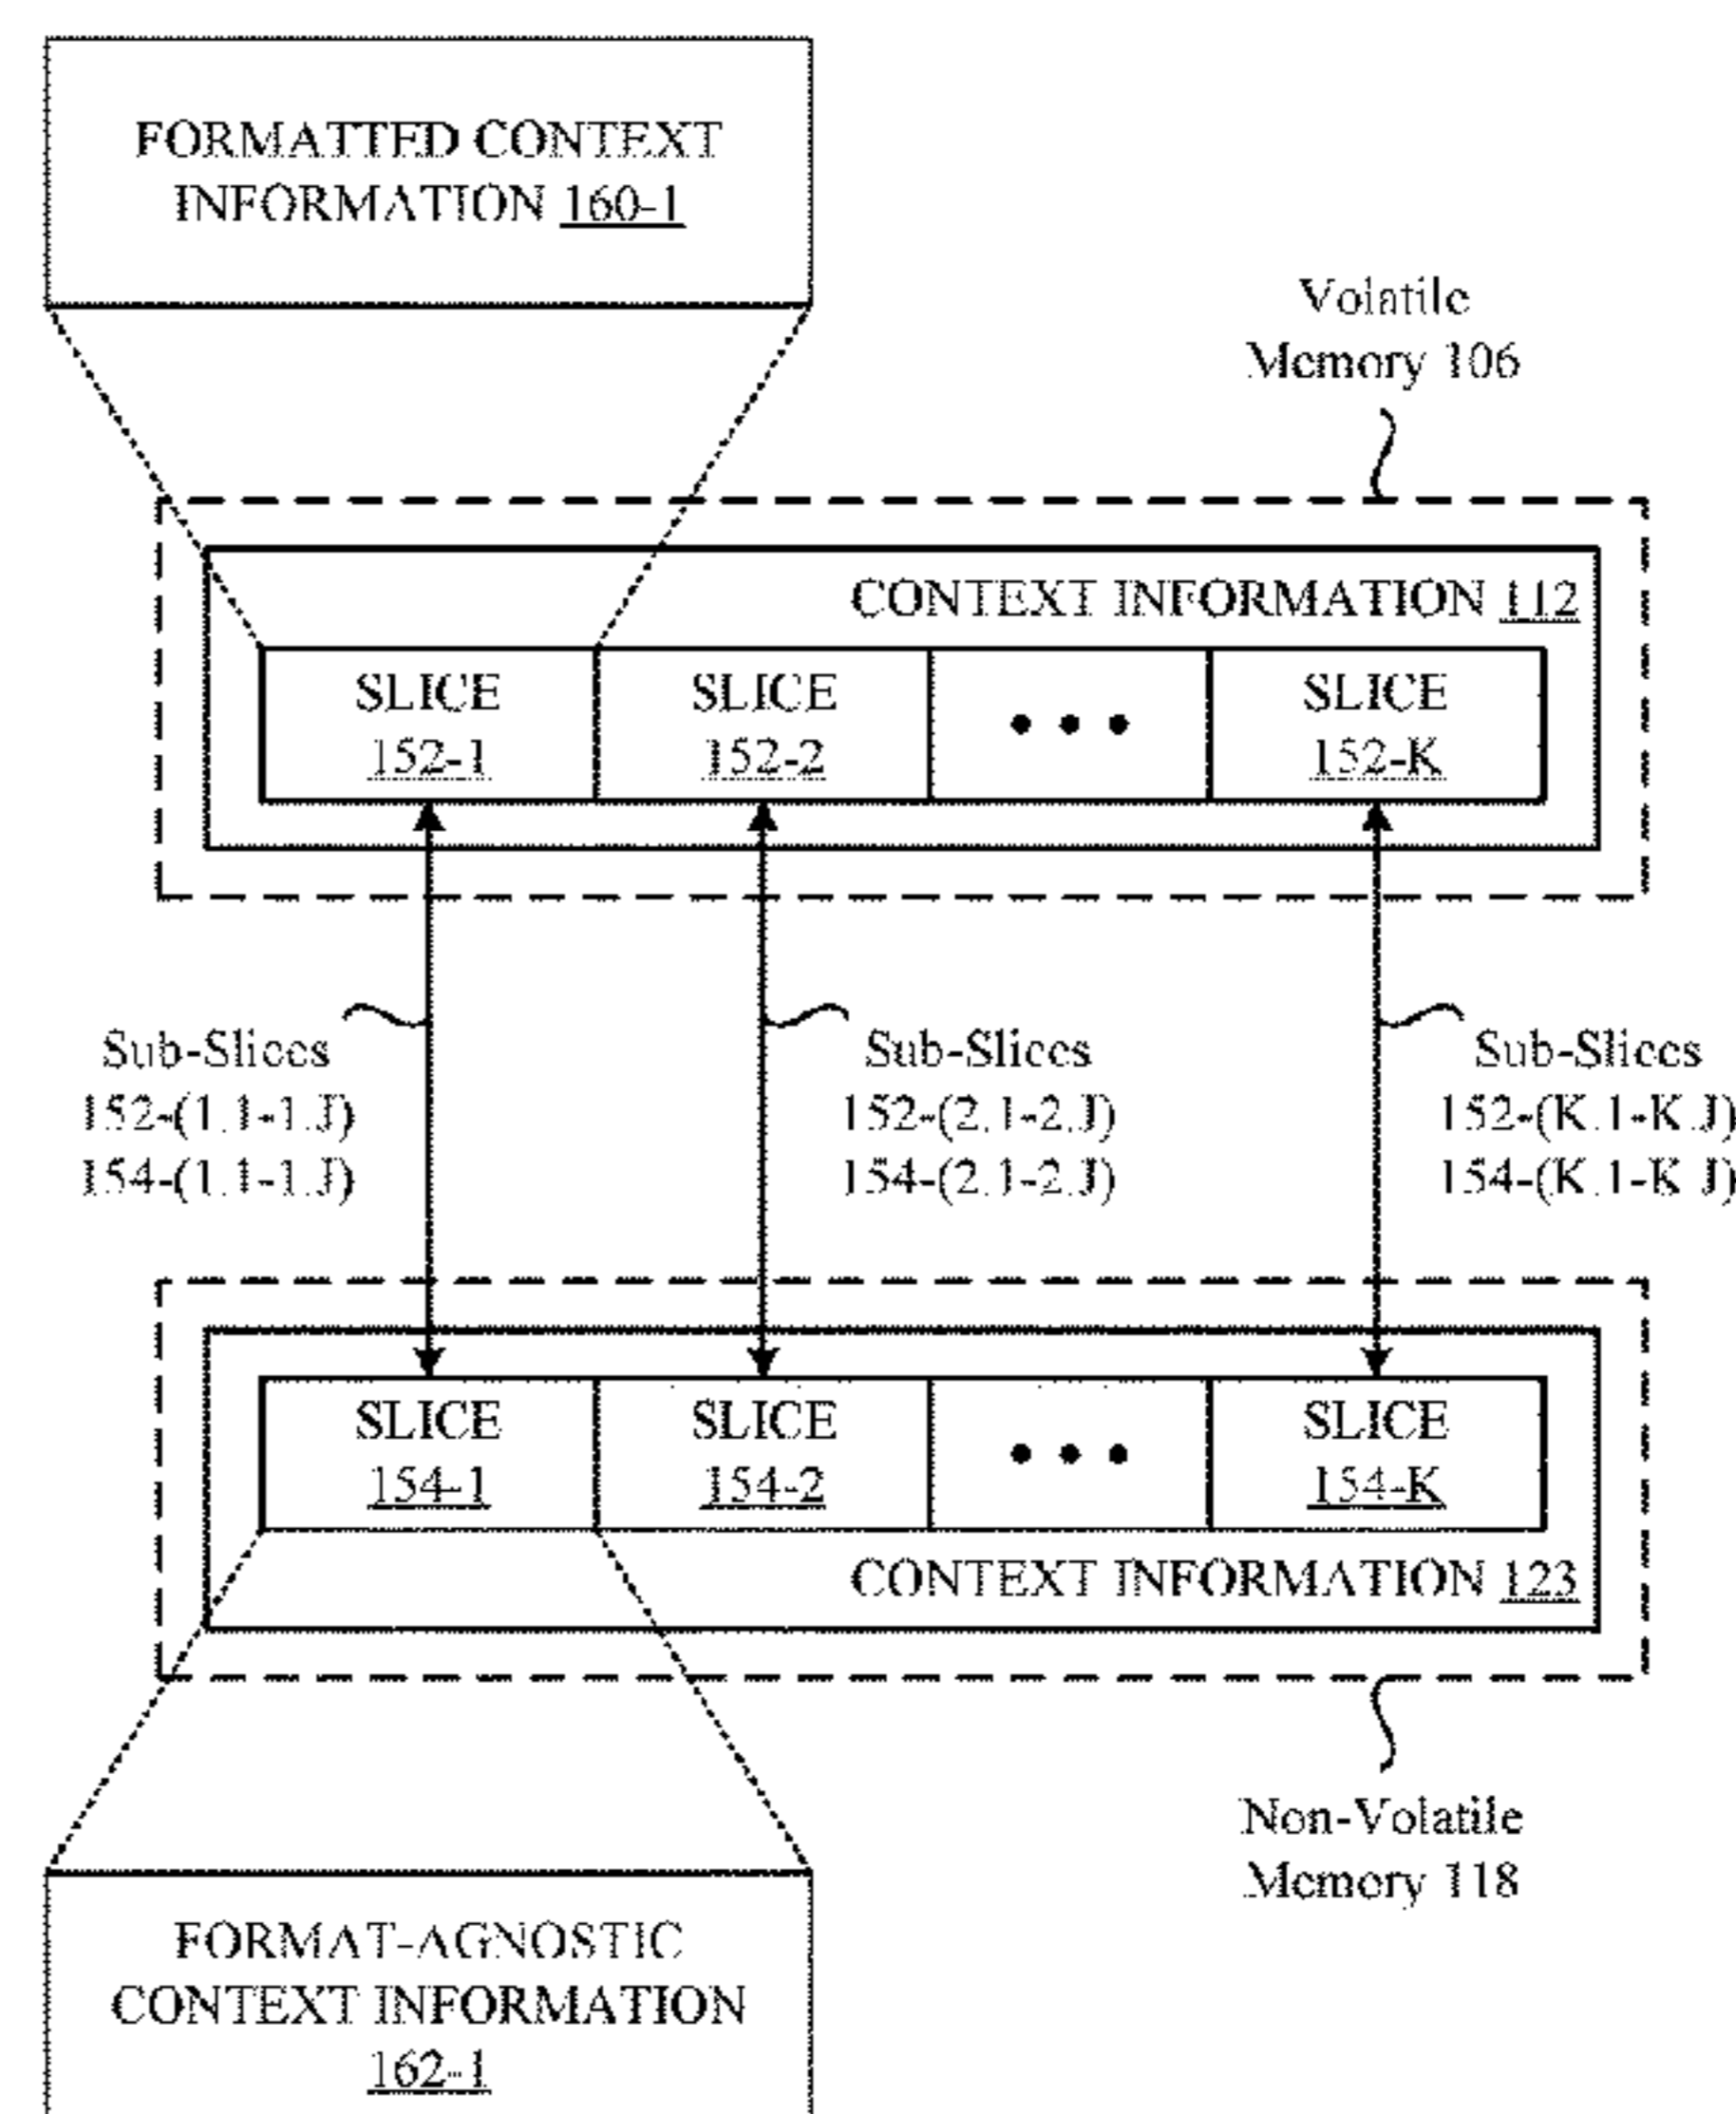 FORMATTED CONTEXT
INFORMATION 160-1
Volatile
Memory 106
CONTEXT INFORMATION 112
SLICE
152-1
SLICE
152-2
• • •
SLICE
152-K
Sub-Slices
152-(1.1-1.J)
154-(1.1-1.J)
Sub-Slices
152-(2.1-2.J)
154-(2.1-2.J)
Sub-Slices
152-(K.1-K.J)
154-(K.1-K.J)
SLICE
154-1
SLICE
154-2
• • •
SLICE
154-K
CONTEXT INFORMATION 123
Non-Volatile
Memory 118
FORMAT-AGNOSTIC
CONTEXT INFORMATION
162-1